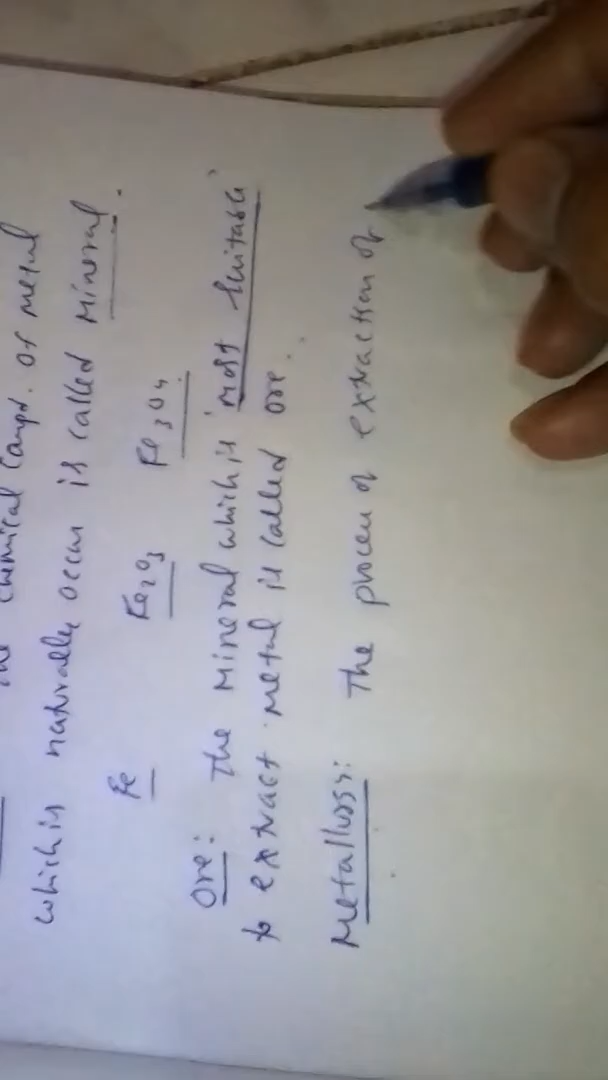 chemical Compd. of metal
which is naturally occur is called Mineral.
Fe Fe2O3 Fe3O4.
Ore: The Mineral which is 'most suitable'
to extract metal is called ore.
Metallurgy: The process of extraction of